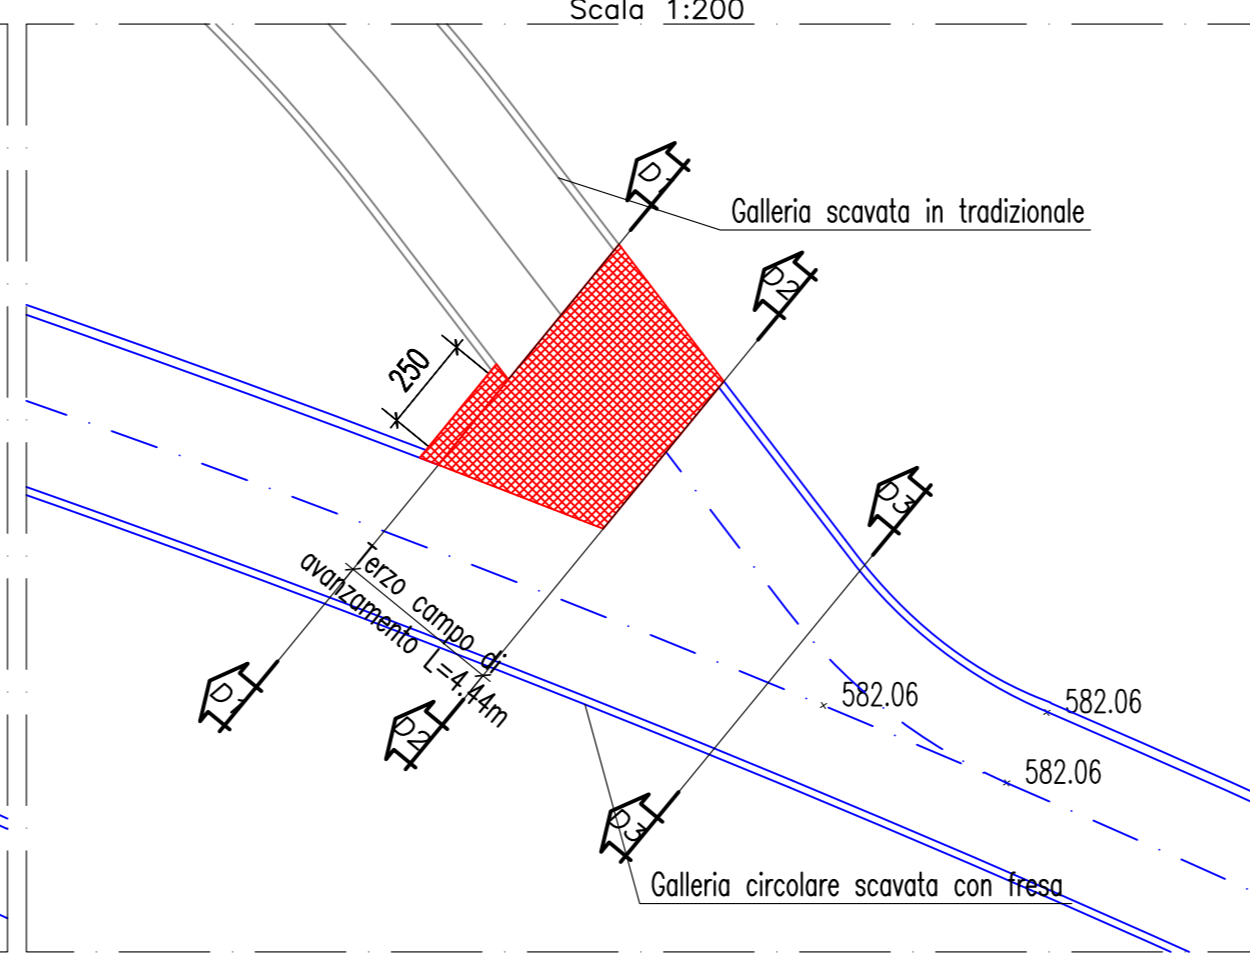 Scala 1:200
D1
Galleria scavata in tradizionale
D2
250
D3
Terzo campo di
avanzamento L=4.44m
D1
582.06
582.06
D2
582.06
D3
Galleria circolare scavata con fresa